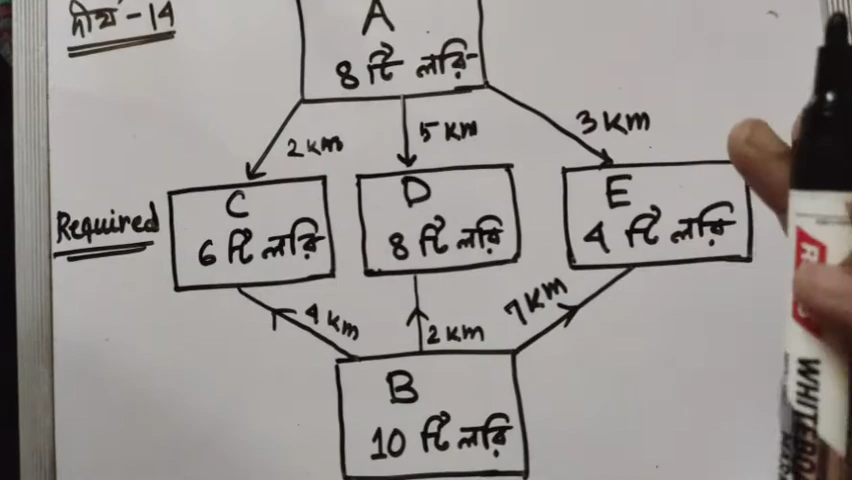 দীর্ঘ - 14
A
8 টি লরি
2 km
5 KM
3 KM
Required
C
6 টি লরি
D
8 টি লরি
E
4 টি লরি
4 km
2 KM
7 KM
B
10 টি লরি
WHITEBOA